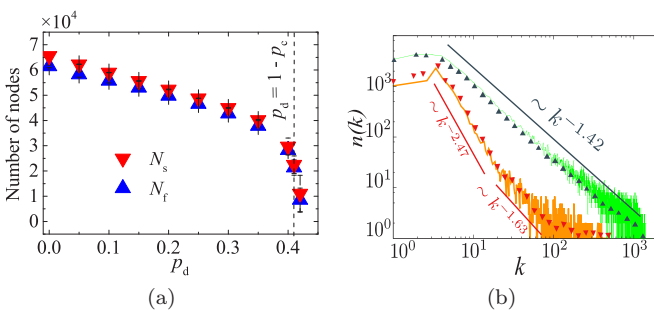 ×10⁴
7
6
5
4
3
2
1
0
Number of nodes
N_s
N_f
p_d = 1 - p_c
0.0 0.1 0.2 0.3 0.4
p_d
(a)
10³
10²
10¹
10⁰
n(k)
~ k^−1.42
~ k^−2.47
~ k^−1.63
10⁰ 10¹ 10² 10³
k
(b)